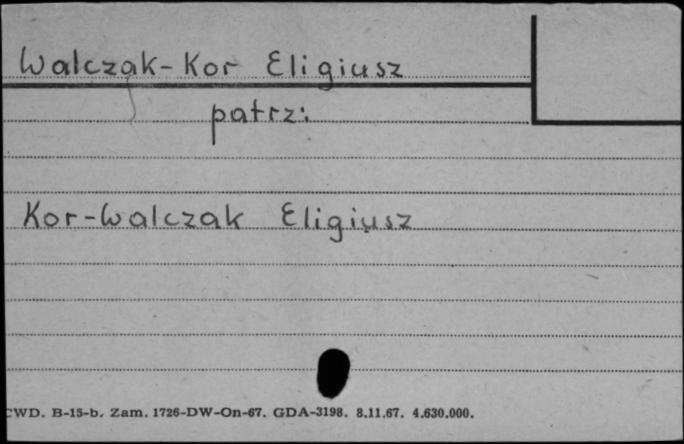 Walczak-Kor Eligiusz
patrz:
Kor-Walczak Eligiusz
CWD. B-15-b. Zam. 1726-DW-On-67. GDA-3198. 8.11.67. 4.630.000.